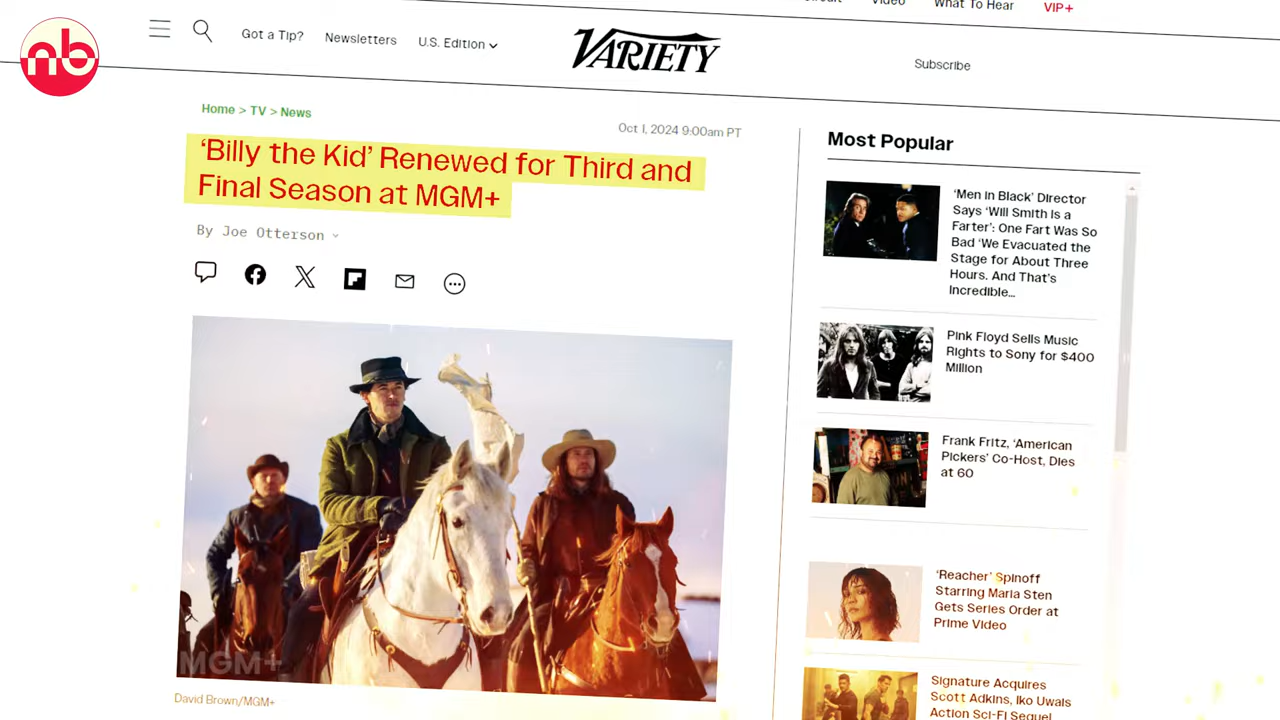 Video
What To Hear
VIP+
nb
Got a Tip?
Newsletters
U.S. Edition
VARIETY
Subscribe
Home > TV > News
Oct 1, 2024 9:00am PT
‘Billy the Kid’ Renewed for Third and
Final Season at MGM+
By Joe Otterson
MGM+
David Brown/MGM+
Most Popular
‘Men in Black’ Director
Says ‘Will Smith Is a
Farter’: One Fart Was So
Bad ‘We Evacuated the
Stage for About Three
Hours. And That’s
Incredible...
Pink Floyd Sells Music
Rights to Sony for $400
Million
Frank Fritz, ‘American
Pickers’ Co-Host, Dies
at 60
‘Reacher’ Spinoff
Starring Maria Sten
Gets Series Order at
Prime Video
Signature Acquires
Scott Adkins, Iko Uwais
Action Sci-Fi Sequel